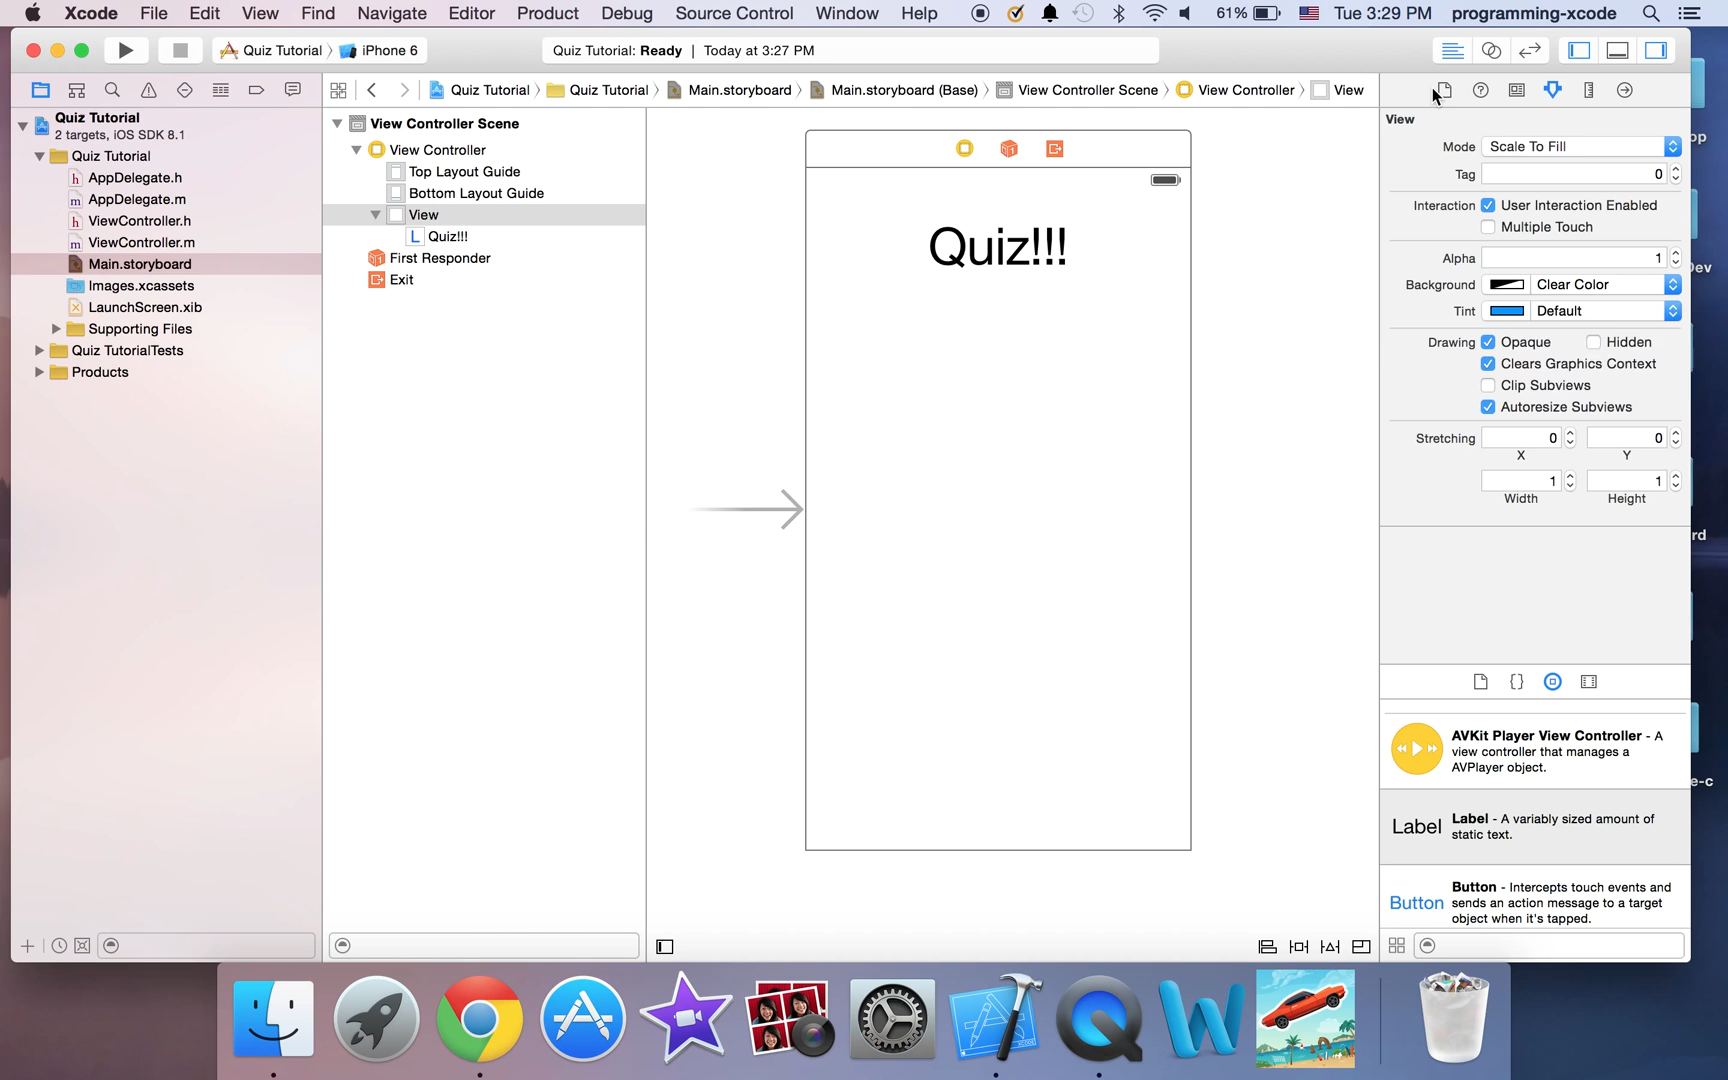 Xcode File Edit View Find Navigate Editor Product Debug Source Control Window Help 61% Tue 3:29 PM programming-xcode
Quiz Tutorial iPhone 6
Quiz Tutorial: Ready | Today at 3:27 PM
Quiz Tutorial Quiz Tutorial Main.storyboard Main.storyboard (Base) View Controller Scene View Controller View
Quiz Tutorial
2 targets, iOS SDK 8.1
Quiz Tutorial
h AppDelegate.h
m AppDelegate.m
h ViewController.h
m ViewController.m
Main.storyboard
Images.xcassets
LaunchScreen.xib
Supporting Files
Quiz TutorialTests
Products
View Controller Scene
View Controller
Top Layout Guide
Bottom Layout Guide
View
L Quiz!!!
First Responder
Exit
Quiz!!!
View
Mode Scale To Fill
Tag 0
Interaction User Interaction Enabled
Multiple Touch
Alpha 1
Background Clear Color
Tint Default
Drawing Opaque Hidden
Clears Graphics Context
Clip Subviews
Autoresize Subviews
Stretching 0 0
X Y
1 1
Width Height
{}
AVKit Player View Controller - A
view controller that manages a
AVPlayer object.
Label
Label - A variably sized amount of
static text.
Button
Button - Intercepts touch events and
sends an action message to a target
object when it's tapped.
op
ev
rd
e-c